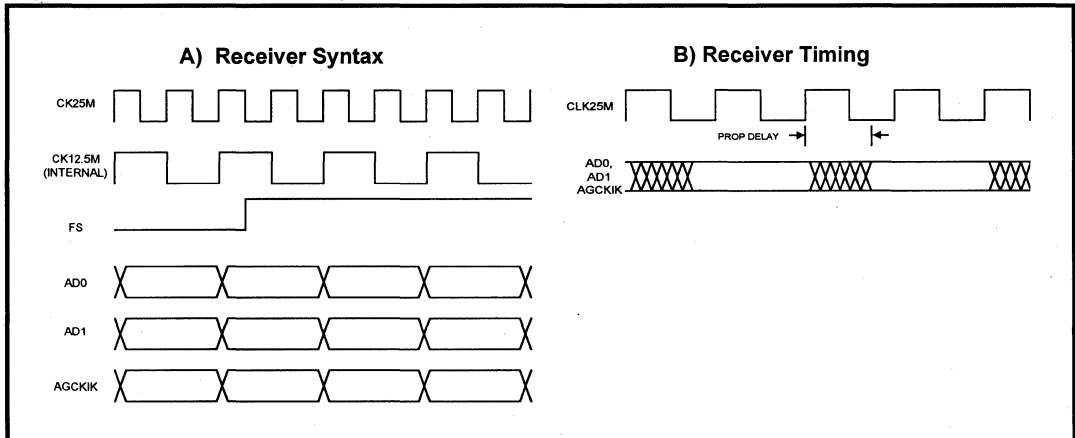 A) Receiver Syntax
CK25M
CK12.5M
(INTERNAL)
FS
AD0
AD1
AGCKIK
B) Receiver Timing
CLK25M
PROP DELAY
AD0,
AD1
AGCKIK